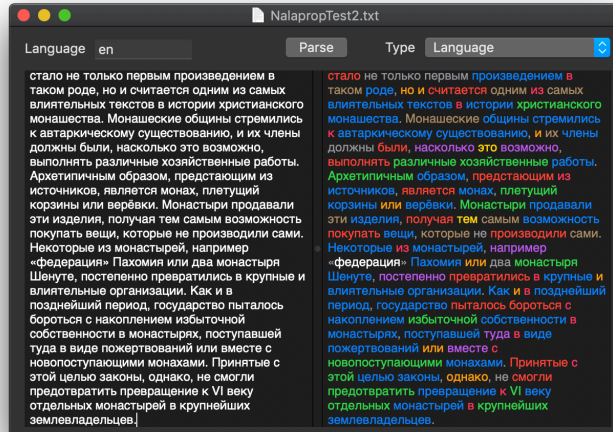 NalapropTest2.txt
Language en Parse Type Language
стало не только первым произведением в
таком роде, но и считается одним из самых
влиятельных текстов в истории христианского
монашества. Монашеские общины стремились
к автаркическому существованию, и их члены
должны были, насколько это возможно,
выполнять различные хозяйственные работы.
Архетипичным образом, предстающим из
источников, является монах, плетущий
корзины или верёвки. Монастыри продавали
эти изделия, получая тем самым возможность
покупать вещи, которые не производили сами.
Некоторые из монастырей, например
«федерация» Пахомия или два монастыря
Шенуте, постепенно превратились в крупные и
влиятельные организации. Как и в
позднейший период, государство пыталось
бороться с накоплением избыточной
собственности в монастырях, поступавшей
туда в виде пожертвований или вместе с
новопоступающими монахами. Принятые с
этой целью законы, однако, не смогли
предотвратить превращение к VI веку
отдельных монастырей в крупнейших
землевладельцев.
стало не только первым произведением в
таком роде, но и считается одним из самых
влиятельных текстов в истории христианского
монашества. Монашеские общины стремились
к автаркическому существованию, и их члены
должны были, насколько это возможно,
выполнять различные хозяйственные работы.
Архетипичным образом, предстающим из
источников, является монах, плетущий
корзины или верёвки. Монастыри продавали
эти изделия, получая тем самым возможность
покупать вещи, которые не производили сами.
Некоторые из монастырей, например
«федерация» Пахомия или два монастыря
Шенуте, постепенно превратились в крупные и
влиятельные организации. Как и в позднейший
период, государство пыталось бороться с
накоплением избыточной собственности в
монастырях, поступавшей туда в виде
пожертвований или вместе с
новопоступающими монахами. Принятые с
этой целью законы, однако, не смогли
предотвратить превращение к VI веку
отдельных монастырей в крупнейших
землевладельцев.